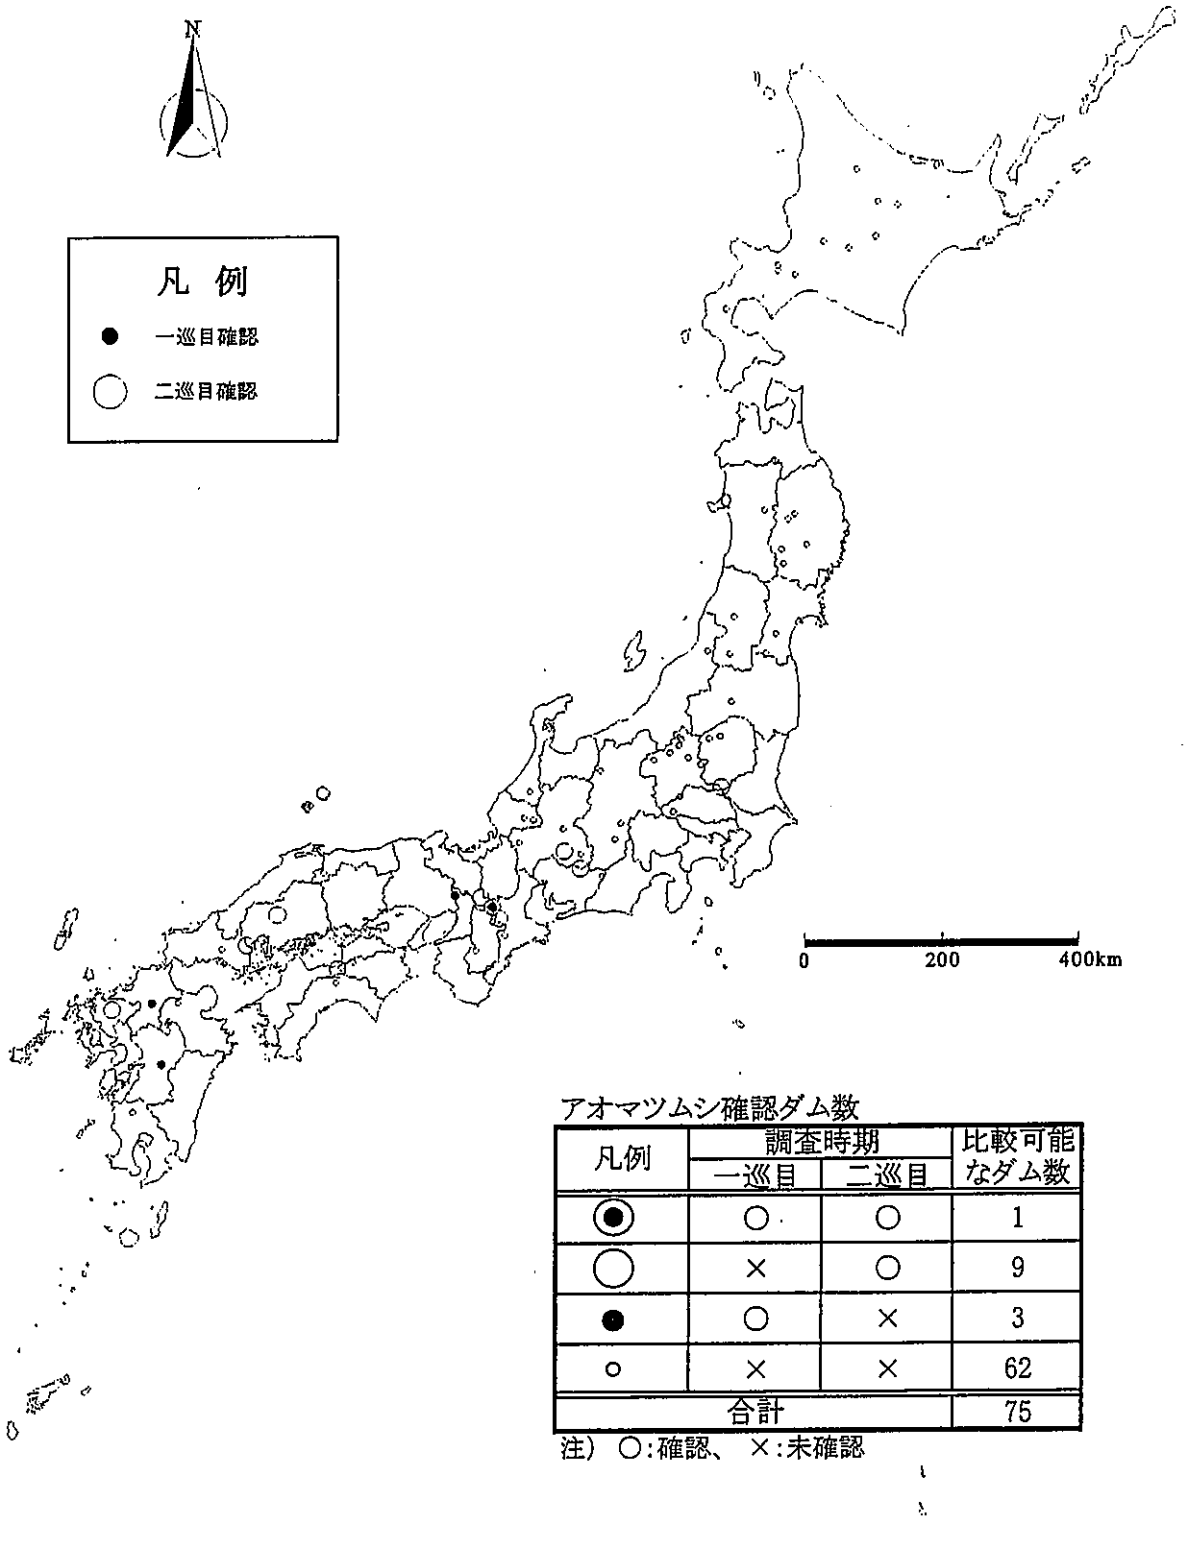 N
凡 例
一巡目確認
二巡目確認
0 200 400km
アオマツムシ確認ダム数
凡例 調査時期 比較可能なダム数
一巡目 二巡目
○ ○ 1
× ○ 9
○ × 3
× × 62
合計 75
注) ○:確認、 ×:未確認